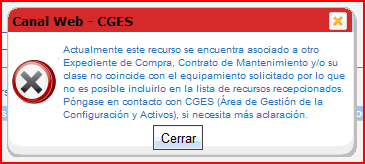 Canal Web - CGES
Actualmente este recurso se encuentra asociado a otro
Expediente de Compra, Contrato de Mantenimiento y/o su
clase no coincide con el equipamiento solicitado por lo que
no es posible incluirlo en la lista de recursos recepcionados.
Póngase en contacto con CGES (Área de Gestión de la
Configuración y Activos), si necesita más aclaración.
Cerrar